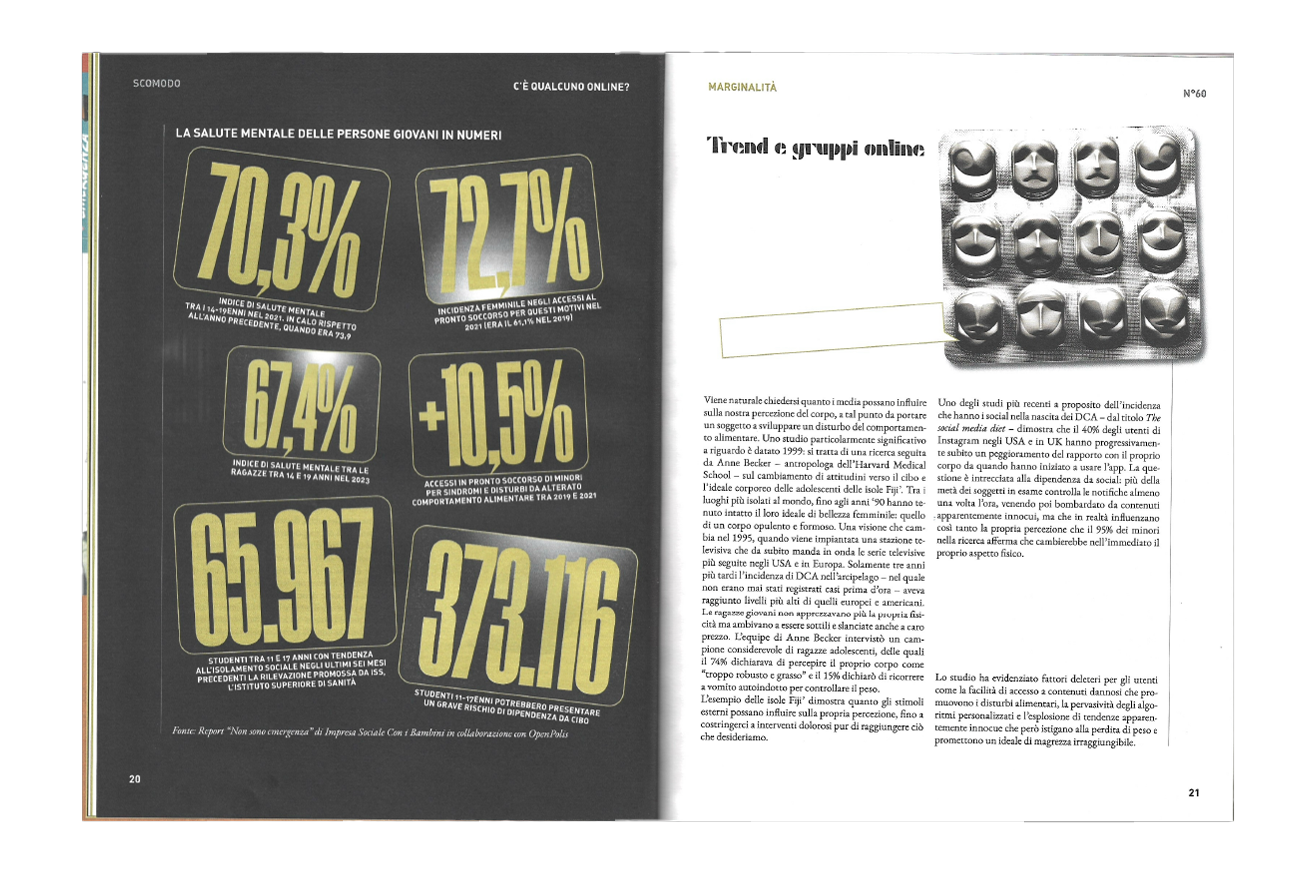 SCOMODO
C'È QUALCUNO ONLINE?
LA SALUTE MENTALE DELLE PERSONE GIOVANI IN NUMERI
70,3%
INDICE DI SALUTE MENTALE
TRA I 14-19ENNI NEL 2021. IN CALO RISPETTO
ALL'ANNO PRECEDENTE, QUANDO ERA 73.9
72,7%
INCIDENZA FEMMINILE NEGLI ACCESSI AL
PRONTO SOCCORSO PER QUESTI MOTIVI NEL
2021 (ERA IL 61,1% NEL 2019)
67,4%
INDICE DI SALUTE MENTALE TRA LE
RAGAZZE TRA 14 E 19 ANNI NEL 2023
+10,5%
ACCESSI IN PRONTO SOCCORSO DI MINORI
PER SINDROMI E DISTURBI DA ALTERATO
COMPORTAMENTO ALIMENTARE TRA 2019 E 2021
65.967
STUDENTI TRA 11 E 17 ANNI CON TENDENZA
ALL'ISOLAMENTO SOCIALE NEGLI ULTIMI SEI MESI
PRECEDENTI LA RILEVAZIONE PROMOSSA DA ISS,
L'ISTITUTO SUPERIORE DI SANITÀ
373.116
STUDENTI 11-17ENNI POTREBBERO PRESENTARE
UN GRAVE RISCHIO DI DIPENDENZA DA CIBO
Fonte: Report "Non sono emergenza" di Impresa Sociale Con i Bambini in collaborazione con OpenPolis
20
MARGINALITÀ
N°60
Trend e gruppi online
Viene naturale chiedersi quanto i media possano influire
sulla nostra percezione del corpo, a tal punto da portare
un soggetto a sviluppare un disturbo del comportamen-
to alimentare. Uno studio particolarmente significativo
a riguardo è datato 1999: si tratta di una ricerca seguita
da Anne Becker – antropologa dell'Harvard Medical
School – sul cambiamento di attitudini verso il cibo e
l'ideale corporeo delle adolescenti delle isole Fiji'. Tra i
luoghi più isolati al mondo, fino agli anni '90 hanno te-
nuto intatto il loro ideale di bellezza femminile: quello
di un corpo opulento e formoso. Una visione che cam-
bia nel 1995, quando viene impiantata una stazione te-
levisiva che da subito manda in onda le serie televisive
più seguite negli USA e in Europa. Solamente tre anni
più tardi l'incidenza di DCA nell'arcipelago – nel quale
non erano mai stati registrati casi prima d'ora – aveva
raggiunto livelli più alti di quelli europei e americani.
Le ragazze giovani non apprezzavano più la propria fisi-
cità ma ambivano a essere sottili e slanciate anche a caro
prezzo. L'equipe di Anne Becker intervistò un cam-
pione considerevole di ragazze adolescenti, delle quali
il 74% dichiarava di percepire il proprio corpo come
"troppo robusto e grasso" e il 15% dichiarò di ricorrere
a vomito autoindotto per controllare il peso.
L'esempio delle isole Fiji' dimostra quanto gli stimoli
esterni possano influire sulla propria percezione, fino a
costringerci a interventi dolorosi pur di raggiungere ciò
che desideriamo.
Uno degli studi più recenti a proposito dell'incidenza
che hanno i social nella nascita dei DCA – dal titolo The
social media diet – dimostra che il 40% degli utenti di
Instagram negli USA e in UK hanno progressivamen-
te subito un peggioramento del rapporto con il proprio
corpo da quando hanno iniziato a usare l'app. La que-
stione è intrecciata alla dipendenza da social: più della
metà dei soggetti in esame controlla le notifiche almeno
una volta l'ora, venendo poi bombardato da contenuti
apparentemente innocui, ma che in realtà influenzano
così tanto la propria percezione che il 95% dei minori
nella ricerca afferma che cambierebbe nell'immediato il
proprio aspetto fisico.
Lo studio ha evidenziato fattori deleteri per gli utenti
come la facilità di accesso a contenuti dannosi che pro-
muovono i disturbi alimentari, la pervasività degli algo-
ritmi personalizzati e l'esplosione di tendenze apparen-
temente innocue che però istigano alla perdita di peso e
promettono un ideale di magrezza irraggiungibile.
21